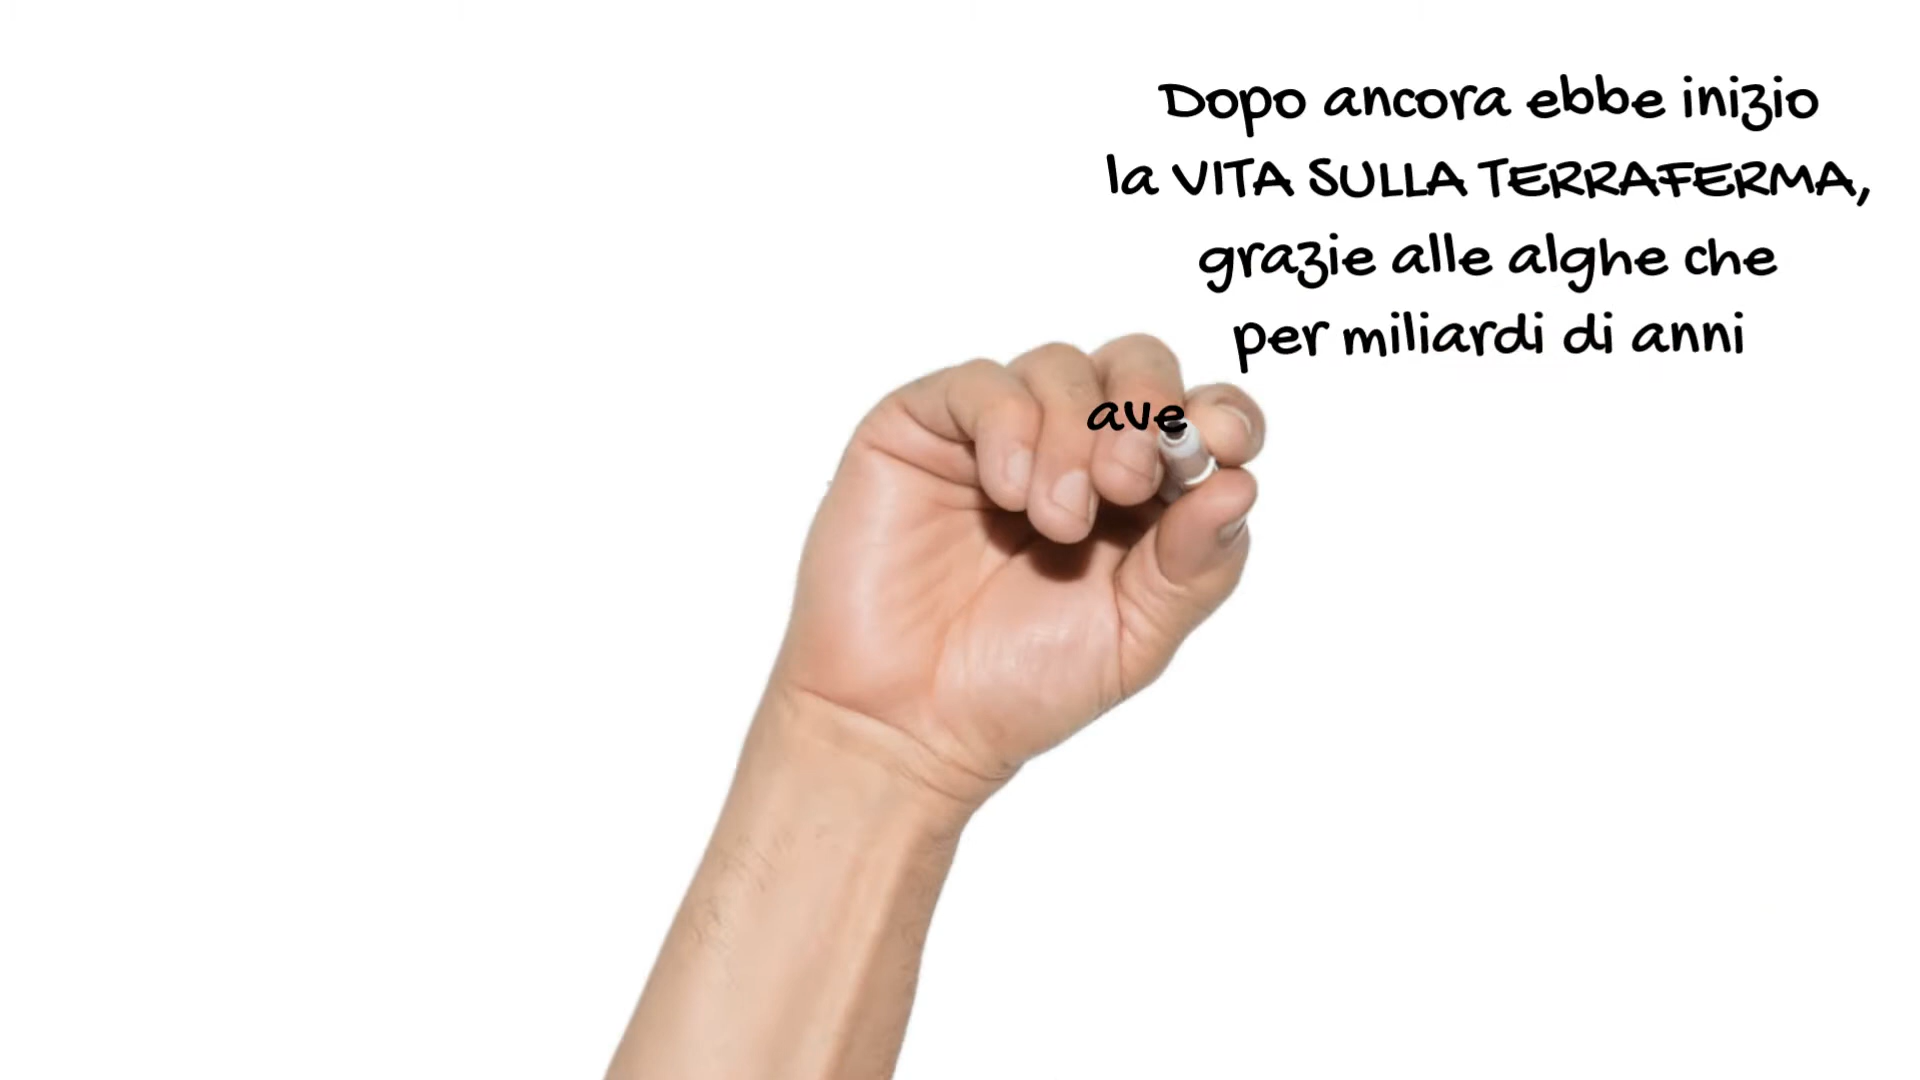 Dopo ancora ebbe inizio
la VITA SULLA TERRAFERMA,
grazie alle alghe che
per miliardi di anni
ave